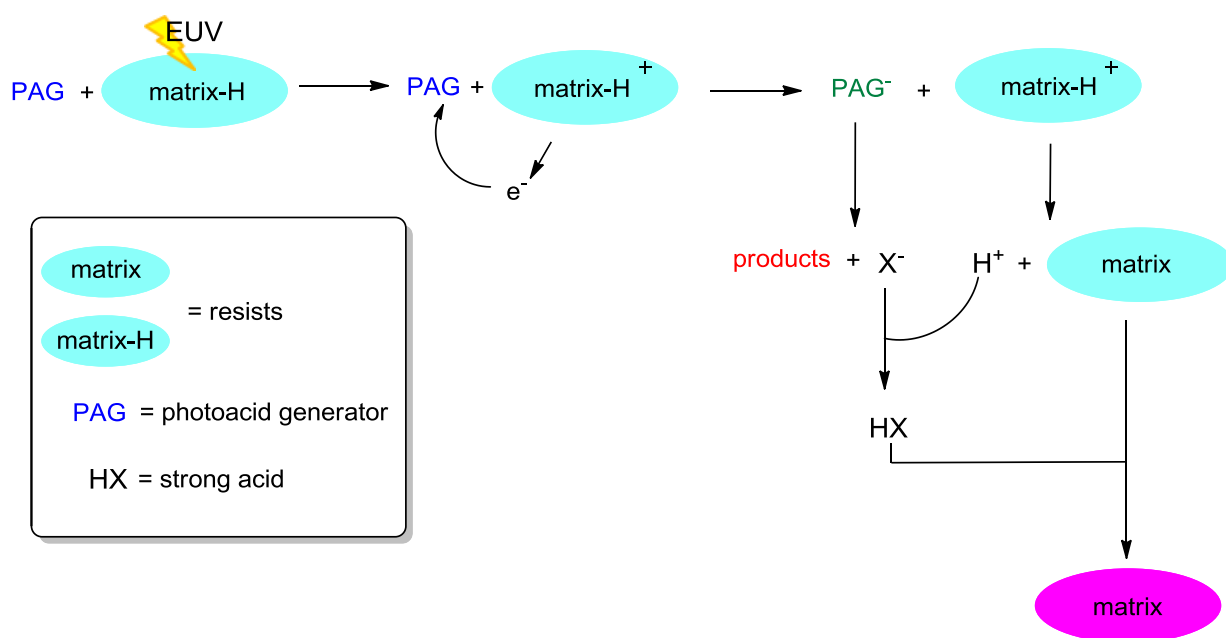 EUV
PAG + matrix-H
PAG + matrix-H +
e-
PAG- + matrix-H +
products + X-
H+ + matrix
HX
matrix
matrix
matrix-H
= resists
PAG = photoacid generator
HX = strong acid